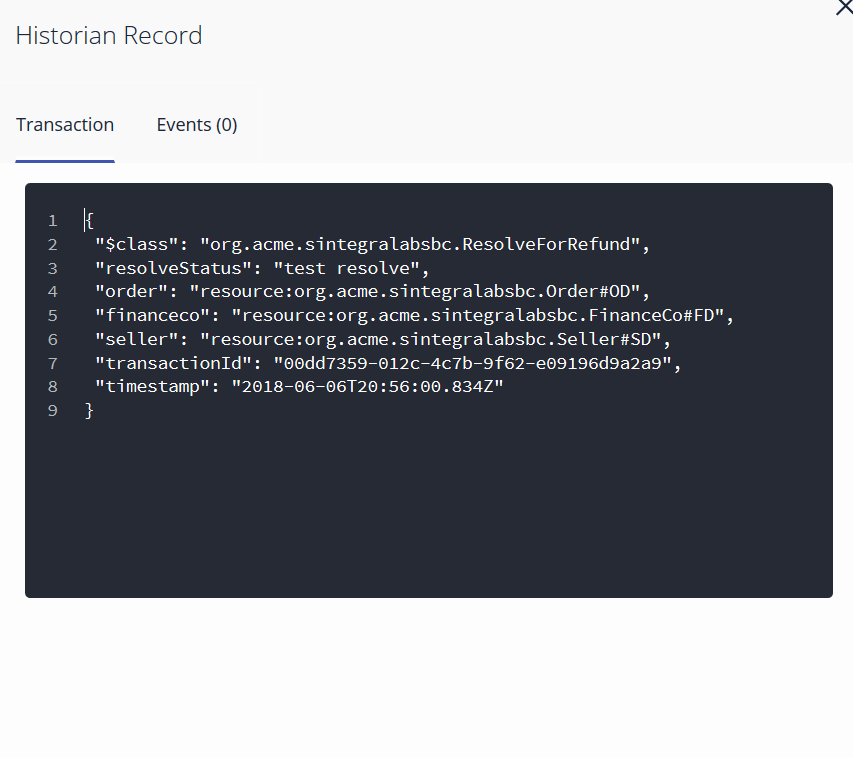 Historian Record
Transaction Events (0)
1 {
2 "$class": "org.acme.sintegralabsbc.ResolveForRefund",
3 "resolveStatus": "test resolve",
4 "order": "resource:org.acme.sintegralabsbc.Order#OD",
5 "financeco": "resource:org.acme.sintegralabsbc.FinanceCo#FD",
6 "seller": "resource:org.acme.sintegralabsbc.Seller#SD",
7 "transactionId": "00dd7359-012c-4c7b-9f62-e09196d9a2a9",
8 "timestamp": "2018-06-06T20:56:00.834Z"
9 }